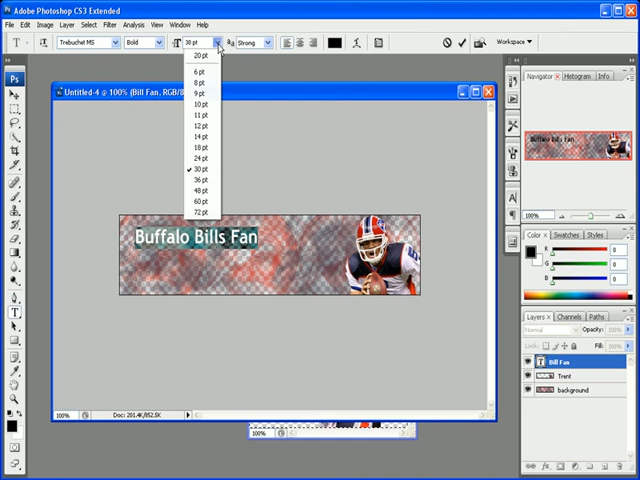 Adobe Photoshop CS3 Extended
File Edit Image Layer Select Filter Analysis View Window Help
Trebuchet MS Bold 30 pt Strong Workspace
20 pt
6 pt
8 pt
9 pt
10 pt
11 pt
12 pt
14 pt
18 pt
24 pt
30 pt
36 pt
48 pt
60 pt
72 pt
Ps
Untitled-4 @ 100% (Bill Fan, RGB/8
Buffalo Bills Fan
100% Doc: 201.4K/852.5K
100%
Navigator Histogram Info
Buffalo Bills Fan
100%
Color Swatches Styles
R 0
G 0
B 0
Layers Channels Paths
Normal Opacity:
Lock: Fill:
Bill Fan
Trent
background